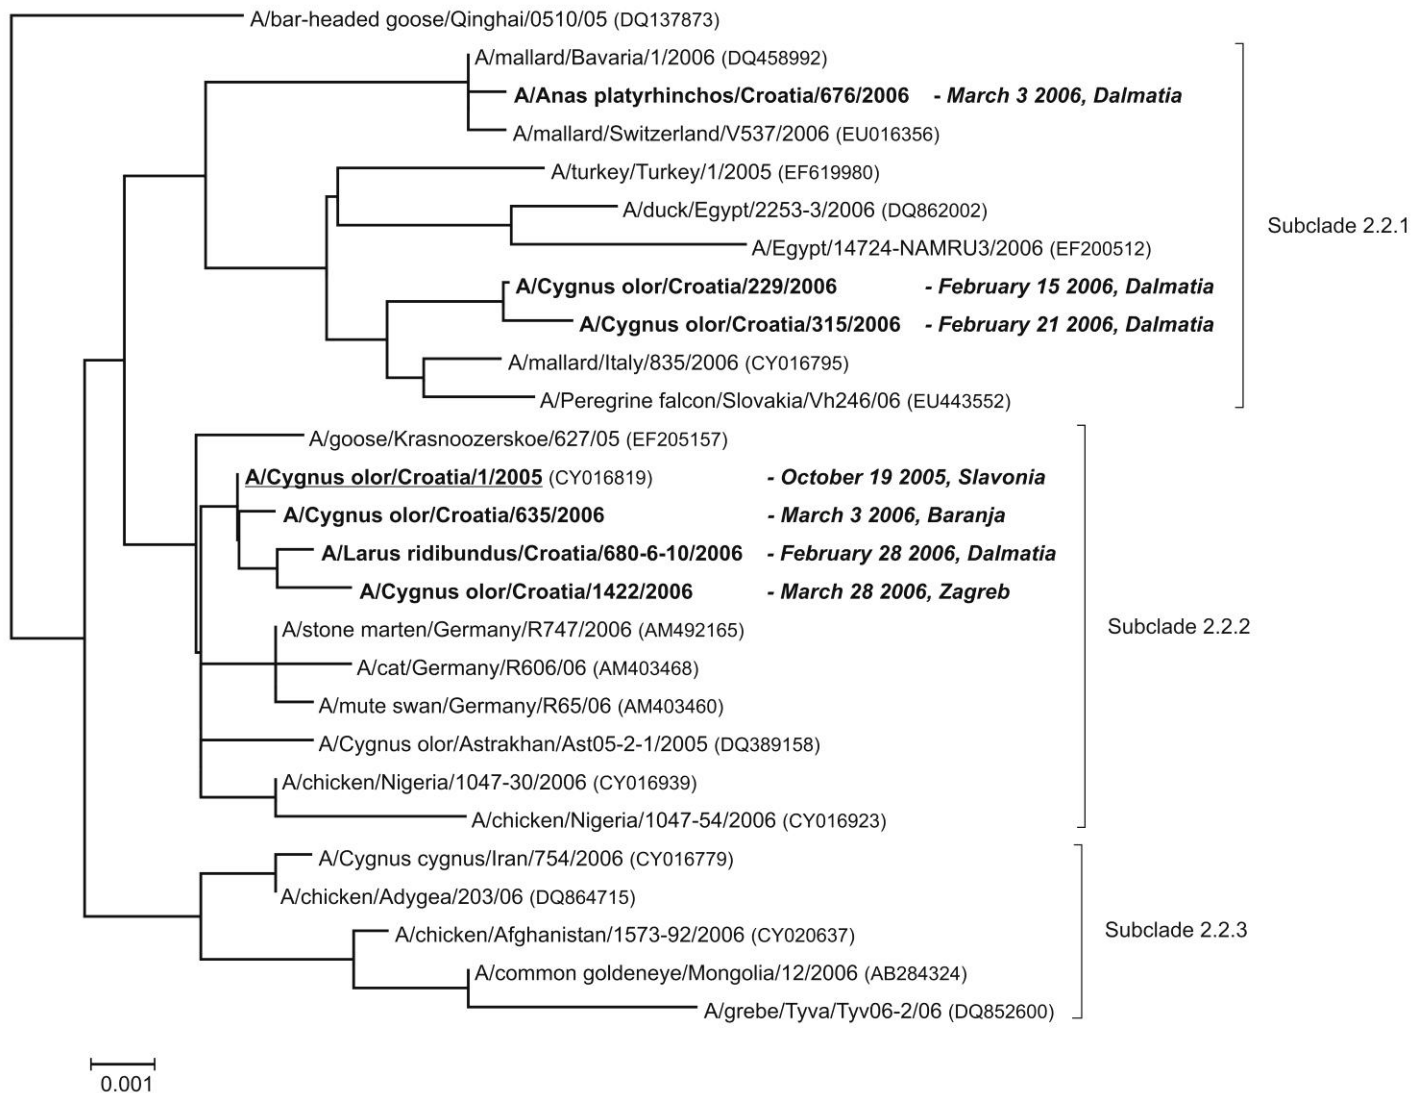 A/bar-headed goose/Qinghai/0510/05 (DQ137873)
A/mallard/Bavaria/1/2006 (DQ458992)
A/Anas platyrhinchos/Croatia/676/2006 - March 3 2006, Dalmatia
A/mallard/Switzerland/V537/2006 (EU016356)
A/turkey/Turkey/1/2005 (EF619980)
A/duck/Egypt/2253-3/2006 (DQ862002)
Subclade 2.2.1
A/Egypt/14724-NAMRU3/2006 (EF200512)
A/Cygnus olor/Croatia/229/2006 - February 15 2006, Dalmatia
A/Cygnus olor/Croatia/315/2006 - February 21 2006, Dalmatia
A/mallard/Italy/835/2006 (CY016795)
A/Peregrine falcon/Slovakia/Vh246/06 (EU443552)
A/goose/Krasnoozerskoe/627/05 (EF205157)
A/Cygnus olor/Croatia/1/2005 (CY016819) - October 19 2005, Slavonia
A/Cygnus olor/Croatia/635/2006 - March 3 2006, Baranja
A/Larus ridibundus/Croatia/680-6-10/2006 - February 28 2006, Dalmatia
A/Cygnus olor/Croatia/1422/2006 - March 28 2006, Zagreb
A/stone marten/Germany/R747/2006 (AM492165)
Subclade 2.2.2
A/cat/Germany/R606/06 (AM403468)
A/mute swan/Germany/R65/06 (AM403460)
A/Cygnus olor/Astrakhan/Ast05-2-1/2005 (DQ389158)
A/chicken/Nigeria/1047-30/2006 (CY016939)
A/chicken/Nigeria/1047-54/2006 (CY016923)
A/Cygnus cygnus/Iran/754/2006 (CY016779)
A/chicken/Adygea/203/06 (DQ864715)
A/chicken/Afghanistan/1573-92/2006 (CY020637)
Subclade 2.2.3
A/common goldeneye/Mongolia/12/2006 (AB284324)
A/grebe/Tyva/Tyv06-2/06 (DQ852600)
0.001